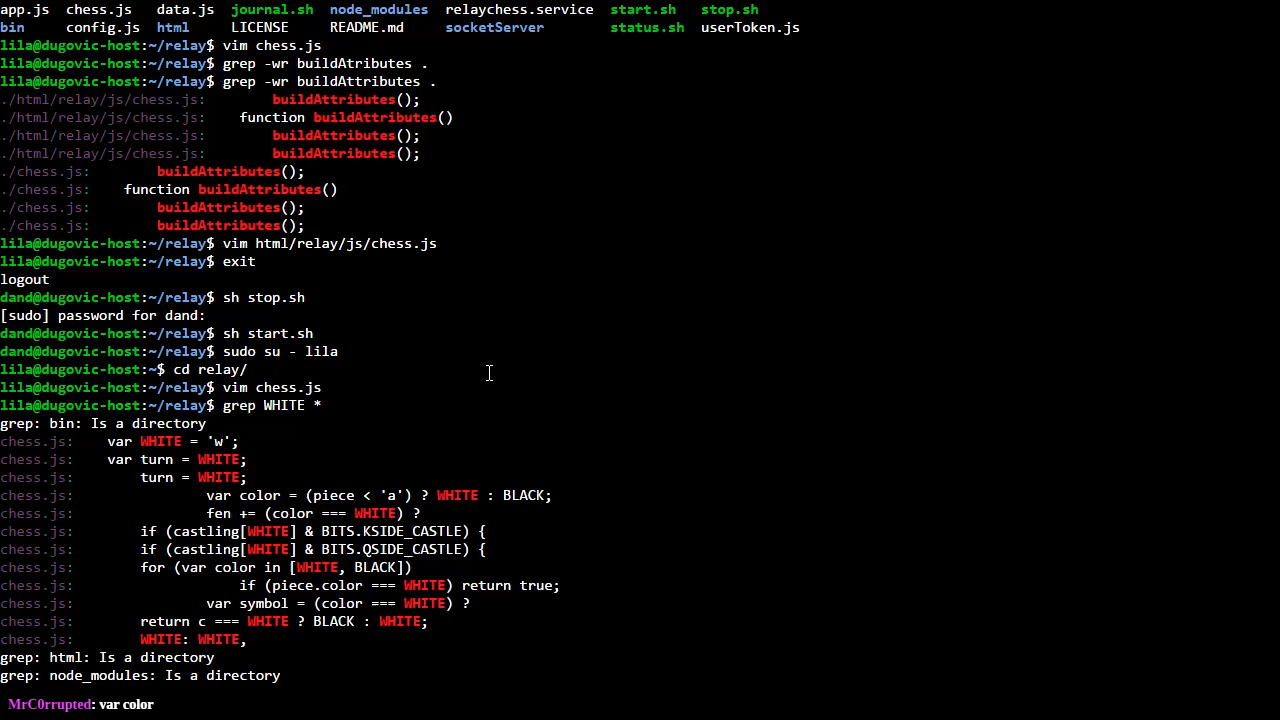 app.js  chess.js   data.js  journal.sh  node_modules  relaychess.service  start.sh   stop.sh
bin     config.js  html     LICENSE     README.md     socketServer        status.sh  userToken.js
lila@dugovic-host:~/relay$ vim chess.js
lila@dugovic-host:~/relay$ grep -wr buildAtributes .
lila@dugovic-host:~/relay$ grep -wr buildAttributes .
./html/relay/js/chess.js:        buildAttributes();
./html/relay/js/chess.js:    function buildAttributes()
./html/relay/js/chess.js:        buildAttributes();
./html/relay/js/chess.js:        buildAttributes();
./chess.js:        buildAttributes();
./chess.js:    function buildAttributes()
./chess.js:        buildAttributes();
./chess.js:        buildAttributes();
lila@dugovic-host:~/relay$ vim html/relay/js/chess.js
lila@dugovic-host:~/relay$ exit
logout
dand@dugovic-host:~/relay$ sh stop.sh
[sudo] password for dand:
dand@dugovic-host:~/relay$ sh start.sh
dand@dugovic-host:~/relay$ sudo su - lila
lila@dugovic-host:~$ cd relay/
lila@dugovic-host:~/relay$ vim chess.js
lila@dugovic-host:~/relay$ grep WHITE *
grep: bin: Is a directory
chess.js:    var WHITE = 'w';
chess.js:    var turn = WHITE;
chess.js:        turn = WHITE;
chess.js:                var color = (piece < 'a') ? WHITE : BLACK;
chess.js:                fen += (color === WHITE) ?
chess.js:        if (castling[WHITE] & BITS.KSIDE_CASTLE) {
chess.js:        if (castling[WHITE] & BITS.QSIDE_CASTLE) {
chess.js:        for (var color in [WHITE, BLACK])
chess.js:                    if (piece.color === WHITE) return true;
chess.js:                var symbol = (color === WHITE) ?
chess.js:        return c === WHITE ? BLACK : WHITE;
chess.js:        WHITE: WHITE,
grep: html: Is a directory
grep: node_modules: Is a directory
MrC0rrupted: var color